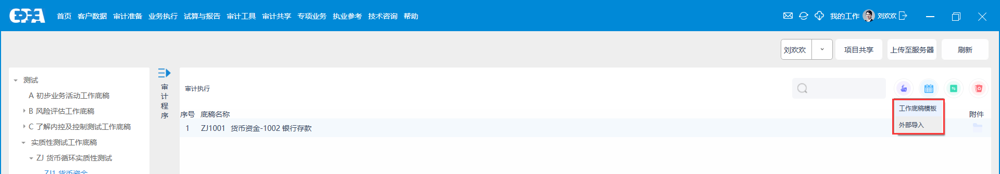 EPA 首页 客户数据 审计准备 业务执行 试算与报告 审计工具 审计共享 专项业务 执业参考 技术咨询 帮助 我的工作 刘欢欢
刘欢欢 项目共享 上传至服务器 刷新
测试
A 初步业务活动工作底稿
B 风险评估工作底稿
C 了解内控及控制测试工作底稿
实质性测试工作底稿
ZJ 货币循环实质性测试
ZJ1 货币资金
审计程序
审计执行
工作底稿模板
外部导入
序号 底稿名称 附件
1 ZJ1001 货币资金-1002 银行存款